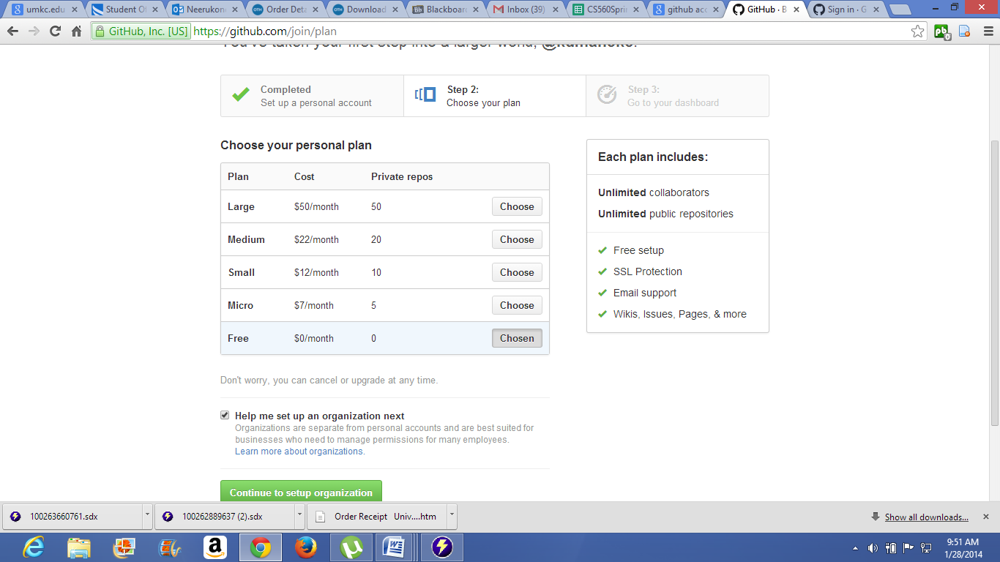 umkc.edu
Student Of
Neerukon
Order Deta
Download
Blackboar
Inbox (39)
CS560Sprin
github acc
GitHub · B
Sign in · G
GitHub, Inc. [US] https://github.com/join/plan
You've taken your first step into a larger world,
Completed
Set up a personal account
Step 2:
Choose your plan
Step 3:
Go to your dashboard
Choose your personal plan
Plan Cost Private repos
Large $50/month 50 Choose
Medium $22/month 20 Choose
Small $12/month 10 Choose
Micro $7/month 5 Choose
Free $0/month 0 Chosen
Each plan includes:
Unlimited collaborators
Unlimited public repositories
Free setup
SSL Protection
Email support
Wikis, Issues, Pages, & more
Don't worry, you can cancel or upgrade at any time.
Help me set up an organization next
Organizations are separate from personal accounts and are best suited for
businesses who need to manage permissions for many employees.
Learn more about organizations.
Continue to setup organization
100263660761.sdx
100262889637 (2).sdx
Order Receipt Univ....htm
Show all downloads...
9:51 AM
1/28/2014